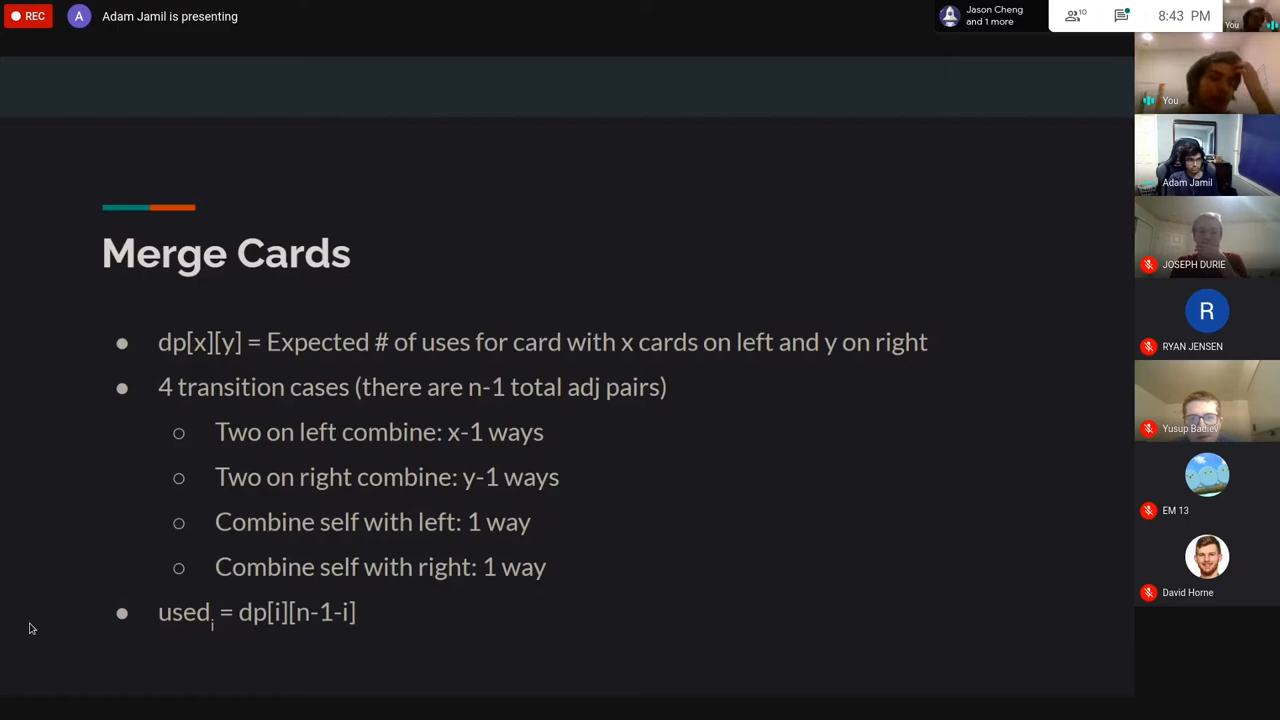 REC
A
Adam Jamil is presenting
Jason Cheng
and 1 more
10
8:43 PM
You
You
Adam Jamil
JOSEPH DURIE
R
RYAN JENSEN
Yusup Badiev
EM 13
David Horne
Merge Cards
● dp[x][y] = Expected # of uses for card with x cards on left and y on right
● 4 transition cases (there are n-1 total adj pairs)
○ Two on left combine: x-1 ways
○ Two on right combine: y-1 ways
○ Combine self with left: 1 way
○ Combine self with right: 1 way
● usedᵢ = dp[i][n-1-i]